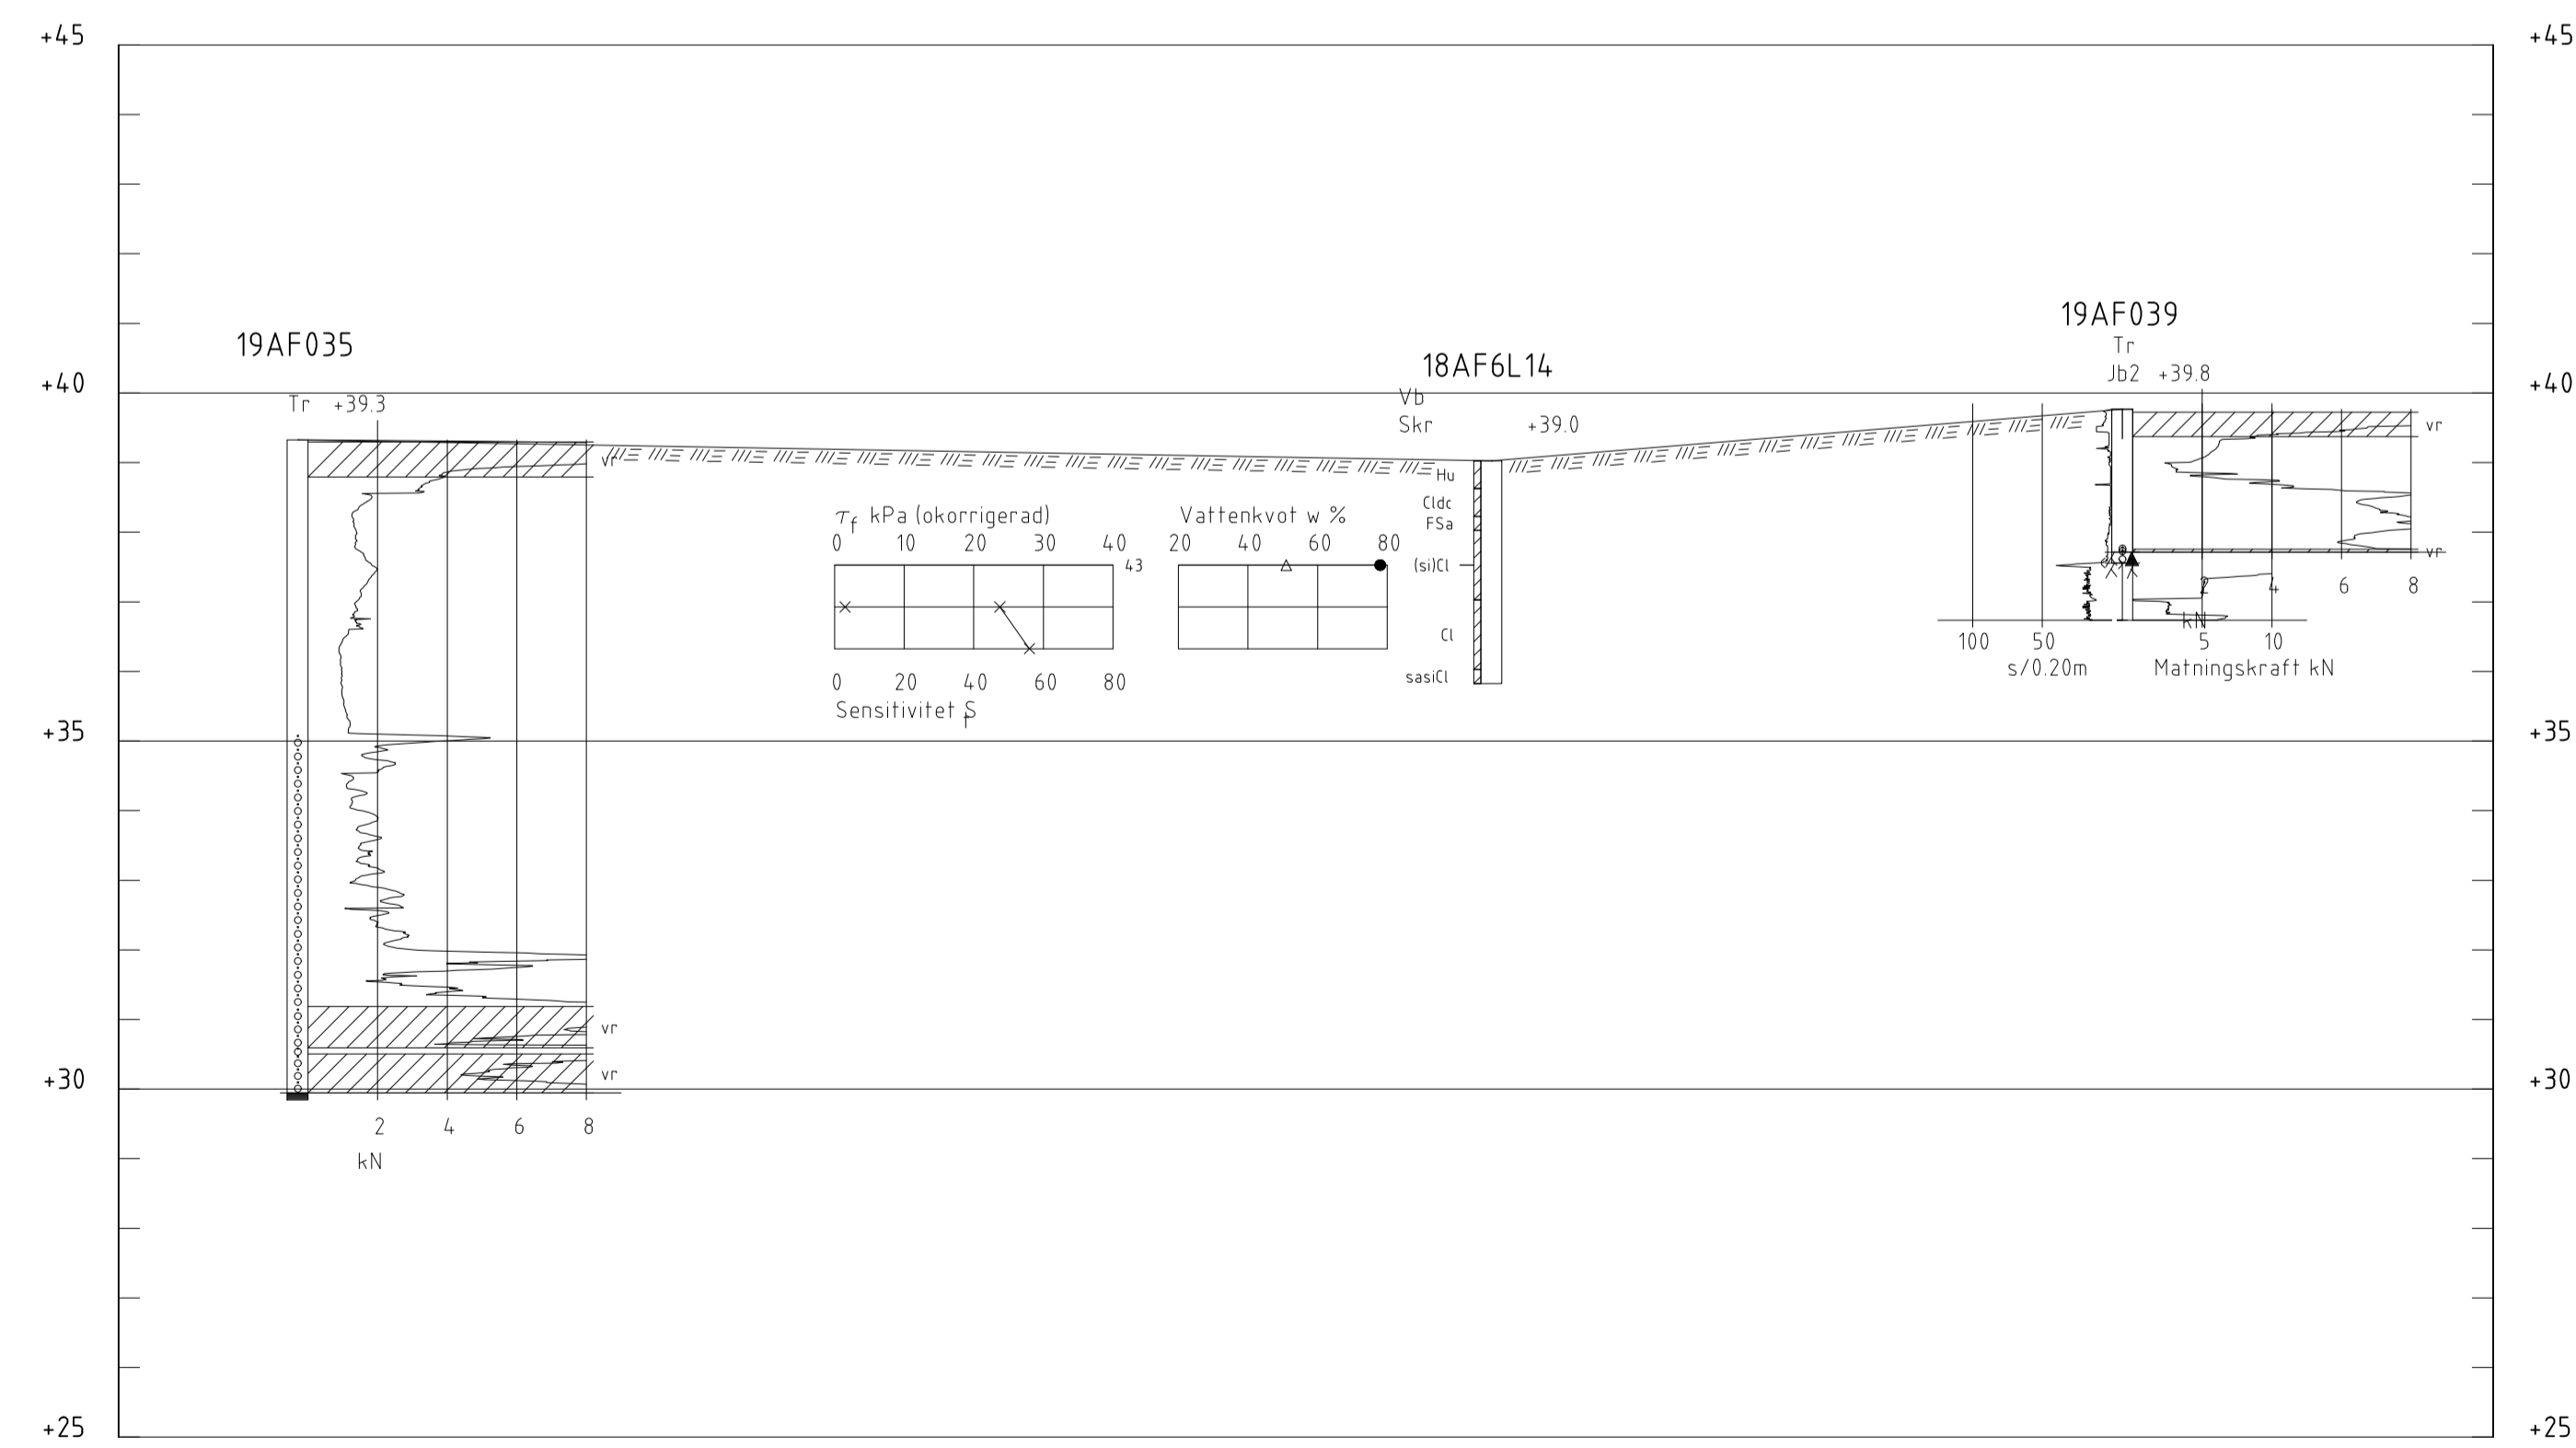 +45 +45
19AF039
Tr
19AF035
18AF6L14
Jb2 +39.8
+40 +40
Vb
Tr +39.3
Skr +39.0
vr
vr
Hu
Cldc
τf kPa (okorrigerad) Vattenkvot w %
FSa
0 10 20 30 40 20 40 60 80
vr
43 (si)Cl
2 4 6 8
kN
Cl
100 50 5 10
s/0.20m Matningskraft kN
sasiCl
0 20 40 60 80
Sensitivitet St
+35 +35
vr
vr
+30 +30
2 4 6 8
kN
+25 +25